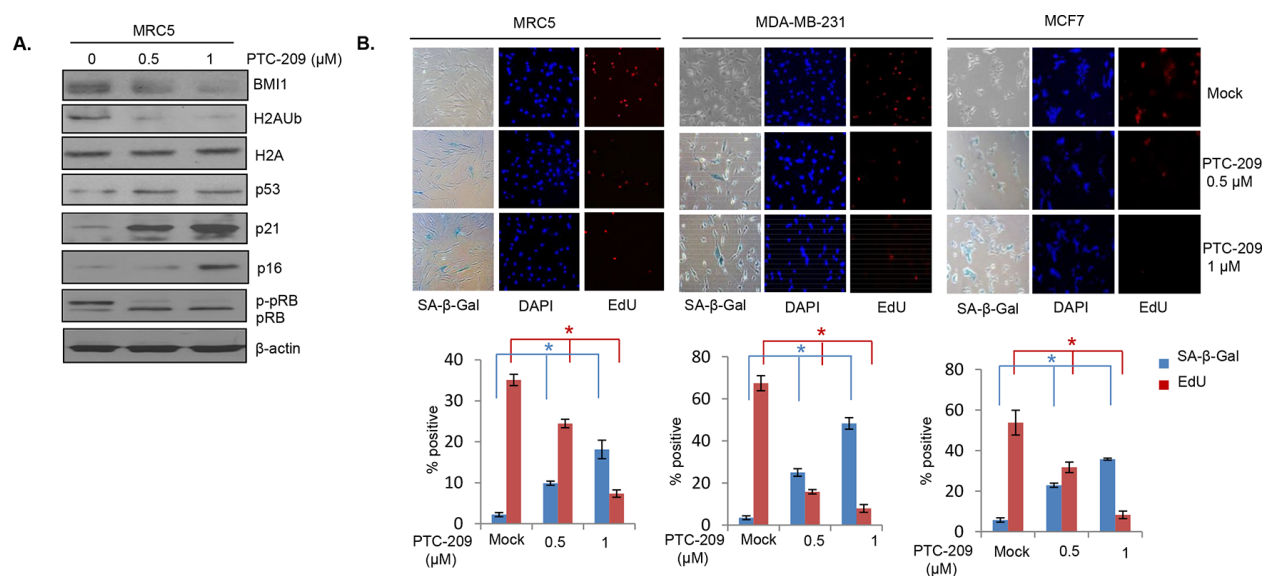 A.
MRC5
0 0.5 1 PTC-209 (µM)
BMI1
H2AUb
H2A
p53
p21
p16
p-pRB
pRB
β-actin
B.
MRC5 MDA-MB-231 MCF7
Mock
PTC-209
0.5 µM
PTC-209
1 µM
SA-β-Gal DAPI EdU SA-β-Gal DAPI EdU SA-β-Gal DAPI EdU
* *
% positive
40
30
20
10
0
PTC-209
(µM)
Mock 0.5 1
* *
% positive
80
60
40
20
0
PTC-209
(µM)
Mock 0.5 1
* *
% positive
80
60
40
20
0
PTC-209
(µM)
Mock 0.5 1
SA-β-Gal
EdU